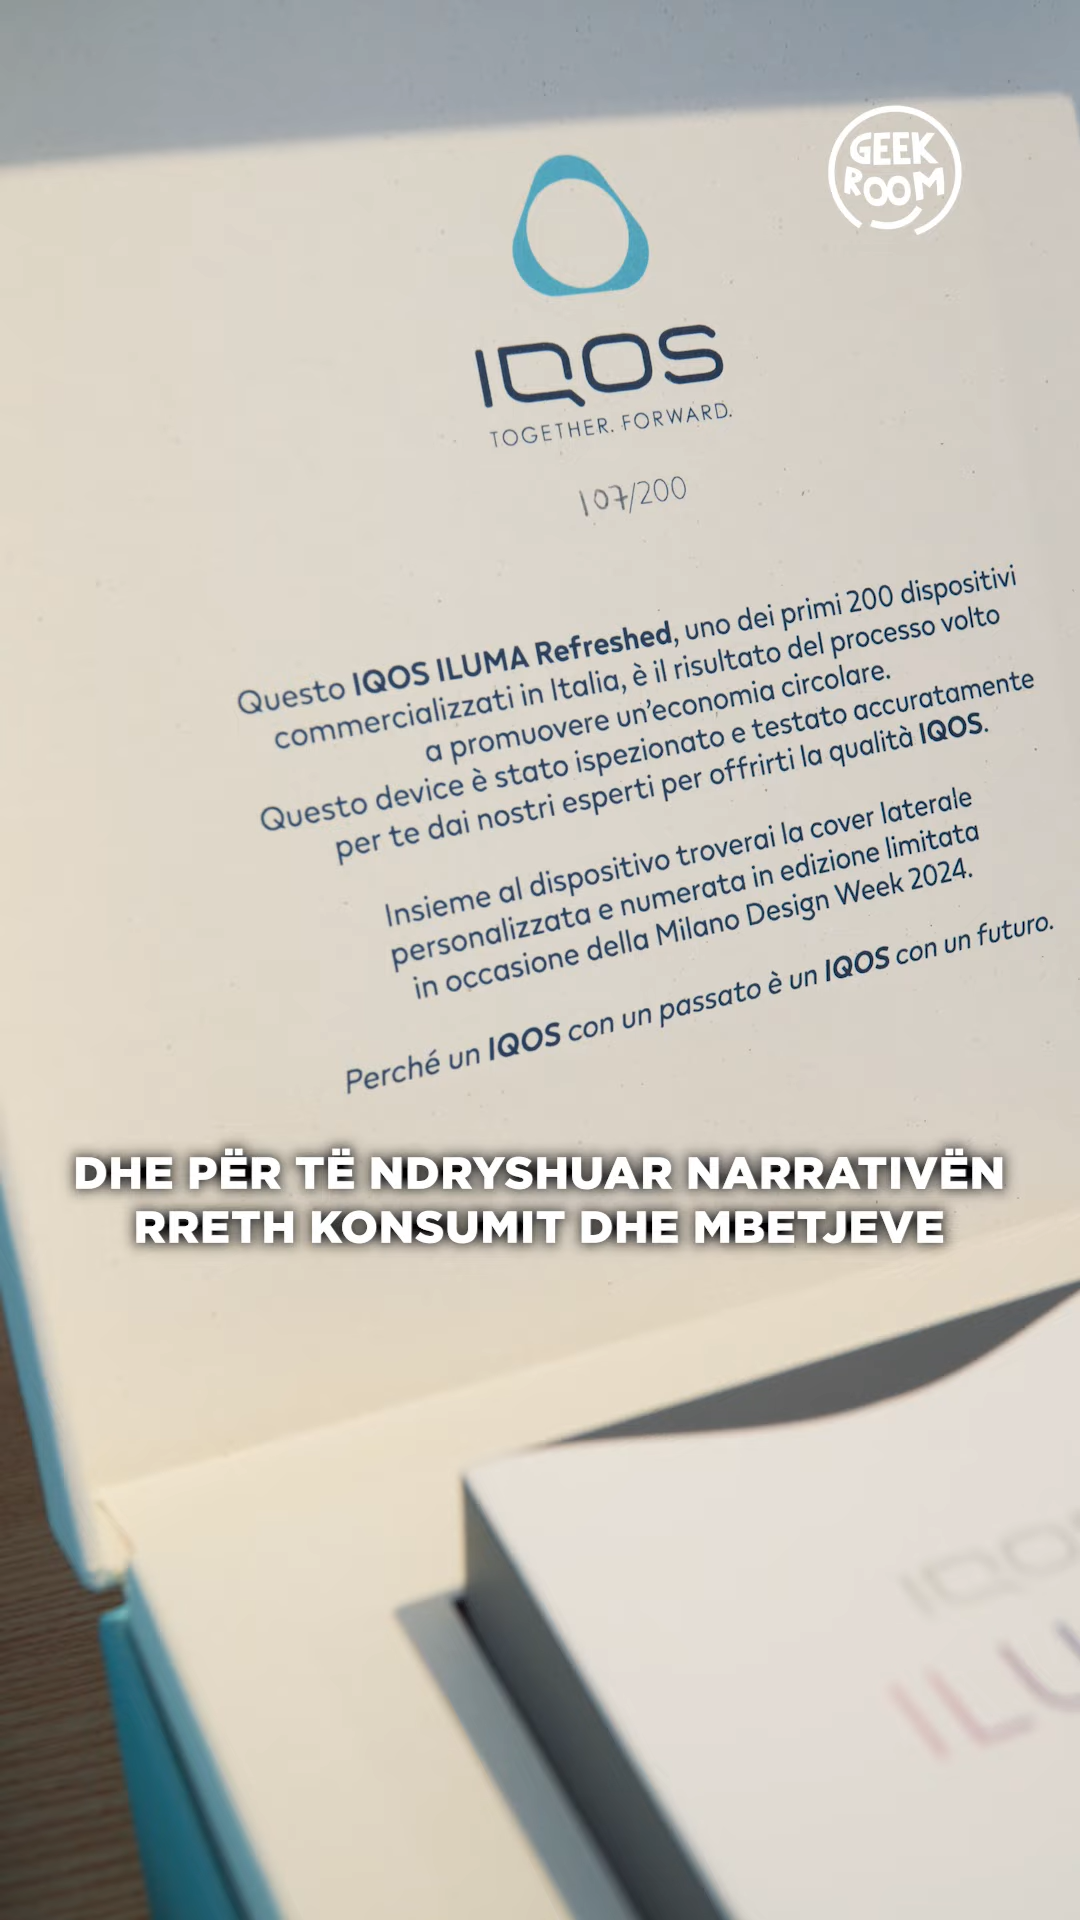 GEEK
ROOM
IQOS
TOGETHER. FORWARD.
107/200
Questo IQOS ILUMA Refreshed, uno dei primi 200 dispositivi
commercializzati in Italia, è il risultato del processo volto
a promuovere un'economia circolare.
Questo device è stato ispezionato e testato accuratamente
per te dai nostri esperti per offrirti la qualità IQOS.
Insieme al dispositivo troverai la cover laterale
personalizzata e numerata in edizione limitata
in occasione della Milano Design Week 2024.
Perché un IQOS con un passato è un IQOS con un futuro.
DHE PËR TË NDRYSHUAR NARRATIVËN
RRETH KONSUMIT DHE MBETJEVE